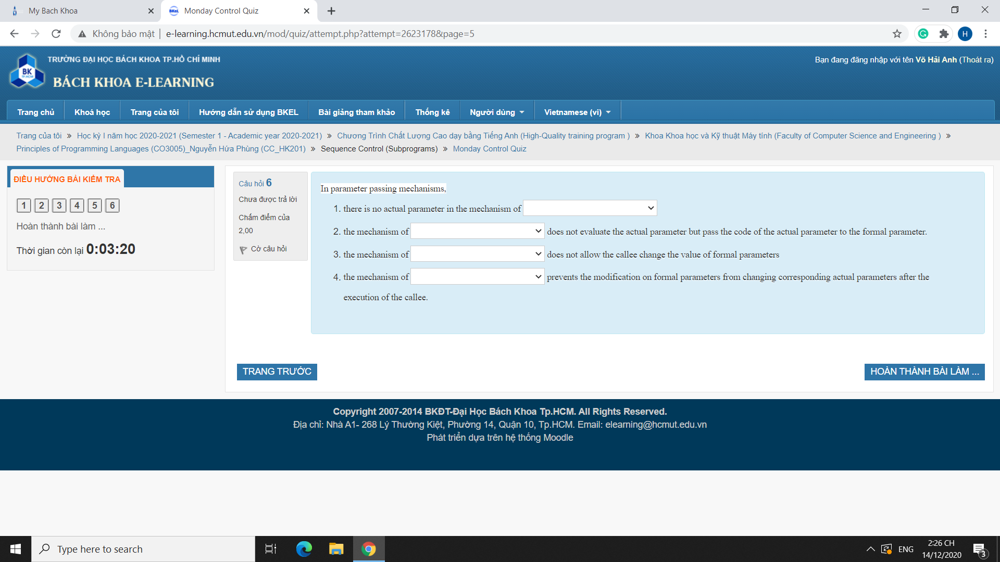 My Bach Khoa
Monday Control Quiz
Không bảo mật
e-learning.hcmut.edu.vn/mod/quiz/attempt.php?attempt=2623178&page=5
H
TRƯỜNG ĐẠI HỌC BÁCH KHOA TP.HỒ CHÍ MINH
BK
TP.HCM
BÁCH KHOA E-LEARNING
Bạn đang đăng nhập với tên Võ Hải Anh (Thoát ra)
Trang chủ
Khoá học
Trang của tôi
Hướng dẫn sử dụng BKEL
Bài giảng tham khảo
Thống kê
Người dùng
Vietnamese (vi)
Trang của tôi » Học kỳ I năm học 2020-2021 (Semester 1 - Academic year 2020-2021) » Chương Trình Chất Lượng Cao dạy bằng Tiếng Anh (High-Quality training program ) » Khoa Khoa học và Kỹ thuật Máy tính (Faculty of Computer Science and Engineering ) »
Principles of Programming Languages (CO3005)_Nguyễn Hứa Phùng (CC_HK201) » Sequence Control (Subprograms) » Monday Control Quiz
ĐIỀU HƯỚNG BÀI KIỂM TRA
1 2 3 4 5 6
Hoàn thành bài làm ...
Thời gian còn lại 0:03:20
Câu hỏi 6
Chưa được trả lời
Chấm điểm của
2,00
Cờ câu hỏi
In parameter passing mechanisms,
1. there is no actual parameter in the mechanism of
2. the mechanism of does not evaluate the actual parameter but pass the code of the actual parameter to the formal parameter.
3. the mechanism of does not allow the callee change the value of formal parameters
4. the mechanism of prevents the modification on formal parameters from changing corresponding actual parameters after the
execution of the callee.
TRANG TRƯỚC
HOÀN THÀNH BÀI LÀM ...
Copyright 2007-2014 BKĐT-Đại Học Bách Khoa Tp.HCM. All Rights Reserved.
Địa chỉ: Nhà A1- 268 Lý Thường Kiệt, Phường 14, Quận 10, Tp.HCM. Email: elearning@hcmut.edu.vn
Phát triển dựa trên hệ thống Moodle
Type here to search
ENG
2:26 CH
14/12/2020
3